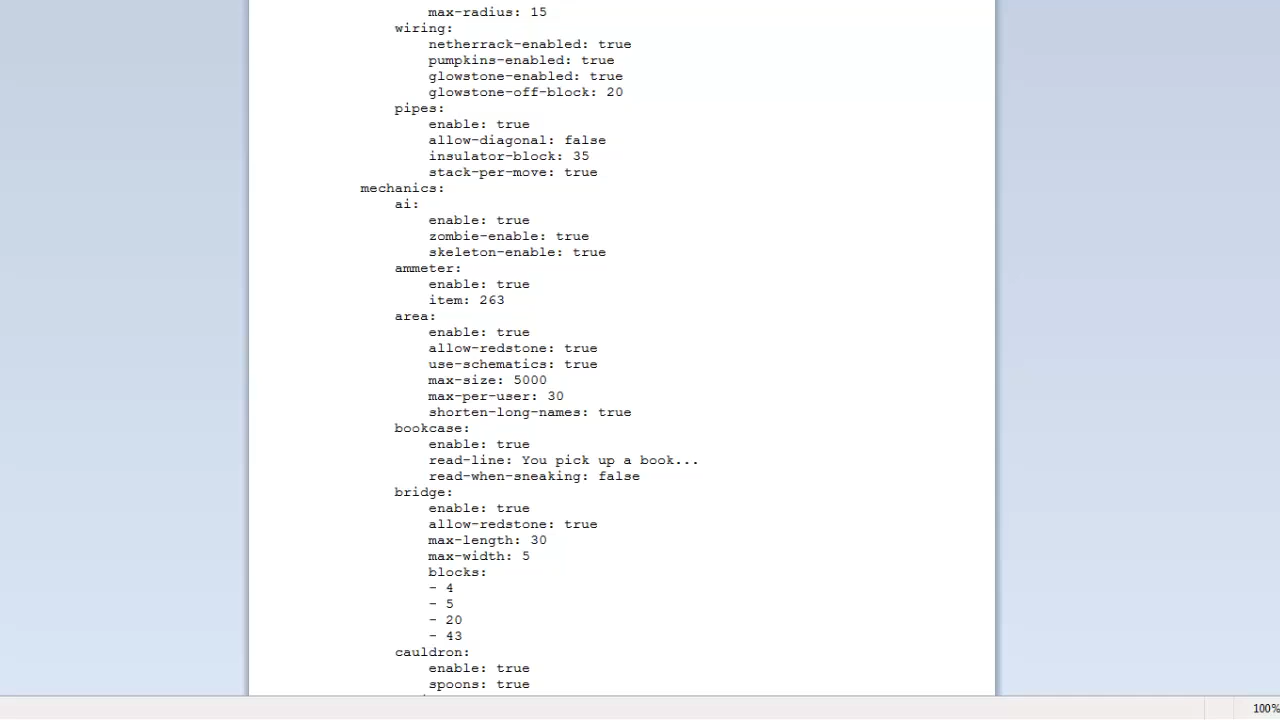 max-radius: 15
wiring:
netherrack-enabled: true
pumpkins-enabled: true
glowstone-enabled: true
glowstone-off-block: 20
pipes:
enable: true
allow-diagonal: false
insulator-block: 35
stack-per-move: true
mechanics:
ai:
enable: true
zombie-enable: true
skeleton-enable: true
ammeter:
enable: true
item: 263
area:
enable: true
allow-redstone: true
use-schematics: true
max-size: 5000
max-per-user: 30
shorten-long-names: true
bookcase:
enable: true
read-line: You pick up a book...
read-when-sneaking: false
bridge:
enable: true
allow-redstone: true
max-length: 30
max-width: 5
blocks:
- 4
- 5
- 20
- 43
cauldron:
enable: true
spoons: true
100%